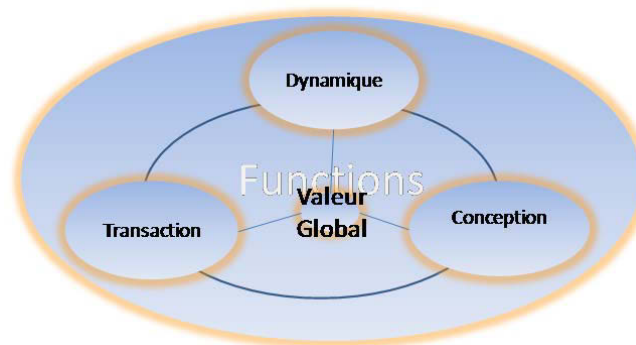 Dynamique
Functions
Valeur
Global
Transaction
Conception